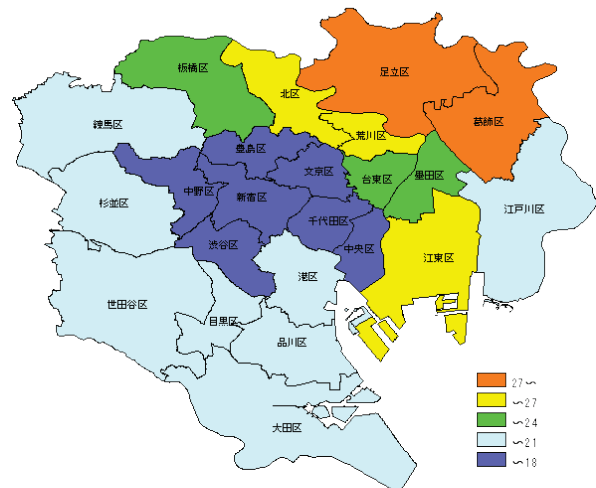 板橋区
足立区
北区
練馬区
葛飾区
荒川区
豊島区
文京区
台東区
墨田区
中野区
杉並区
新宿区
江戸川区
千代田区
渋谷区
中央区
江東区
港区
世田谷区
目黒区
品川区
大田区
27〜
〜27
〜24
〜21
〜18